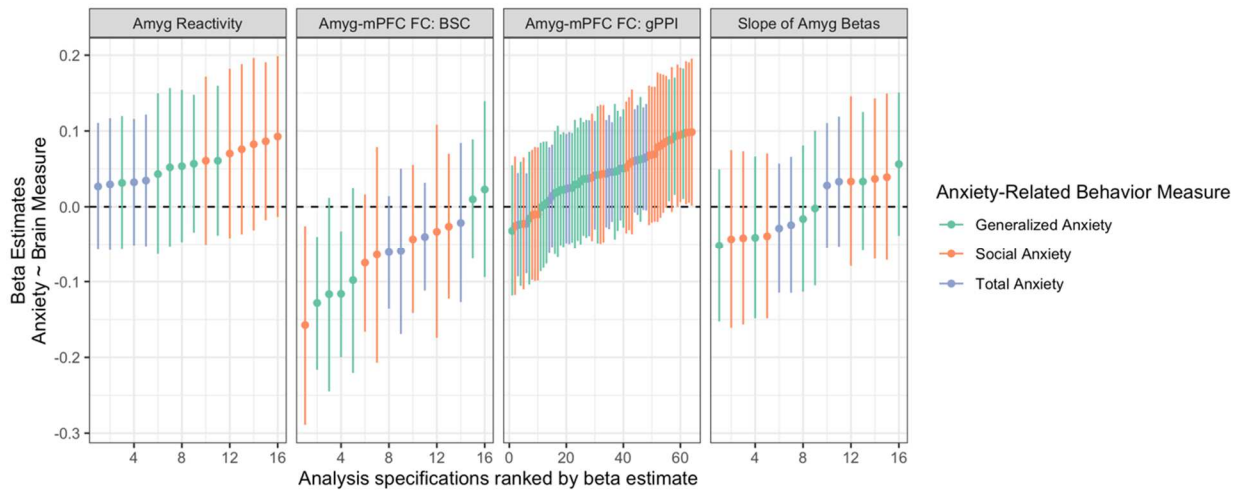 Amyg Reactivity
Amyg-mPFC FC: BSC
Amyg-mPFC FC: gPPI
Slope of Amyg Betas
0.2
0.1
0.0
-0.1
-0.2
-0.3
Beta Estimates
Anxiety ~ Brain Measure
4 8 12 16
4 8 12 16
0 20 40 60
4 8 12 16
Analysis specifications ranked by beta estimate
Anxiety-Related Behavior Measure
Generalized Anxiety
Social Anxiety
Total Anxiety